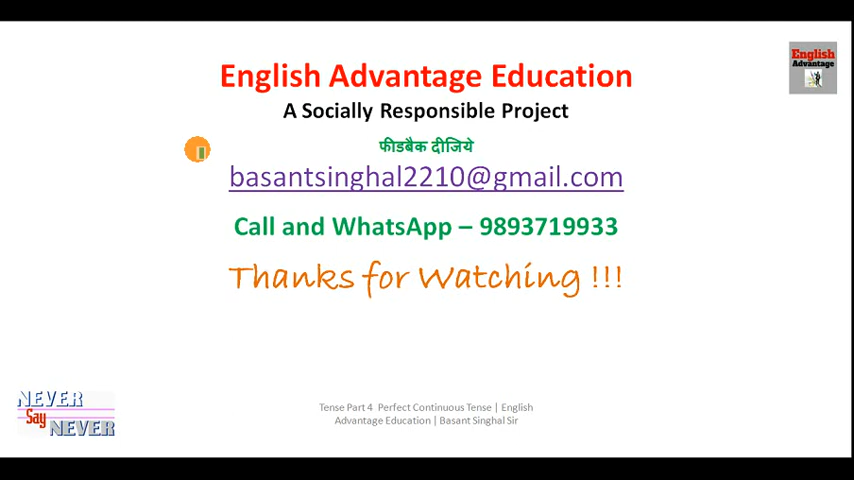 English Advantage Education
English
Advantage
A Socially Responsible Project
फीडबैक दीजिये
basantsinghal2210@gmail.com
Call and WhatsApp – 9893719933
Thanks for Watching !!!
NEVER
Say
NEVER
Tense Part 4 Perfect Continuous Tense | English
Advantage Education | Basant Singhal Sir